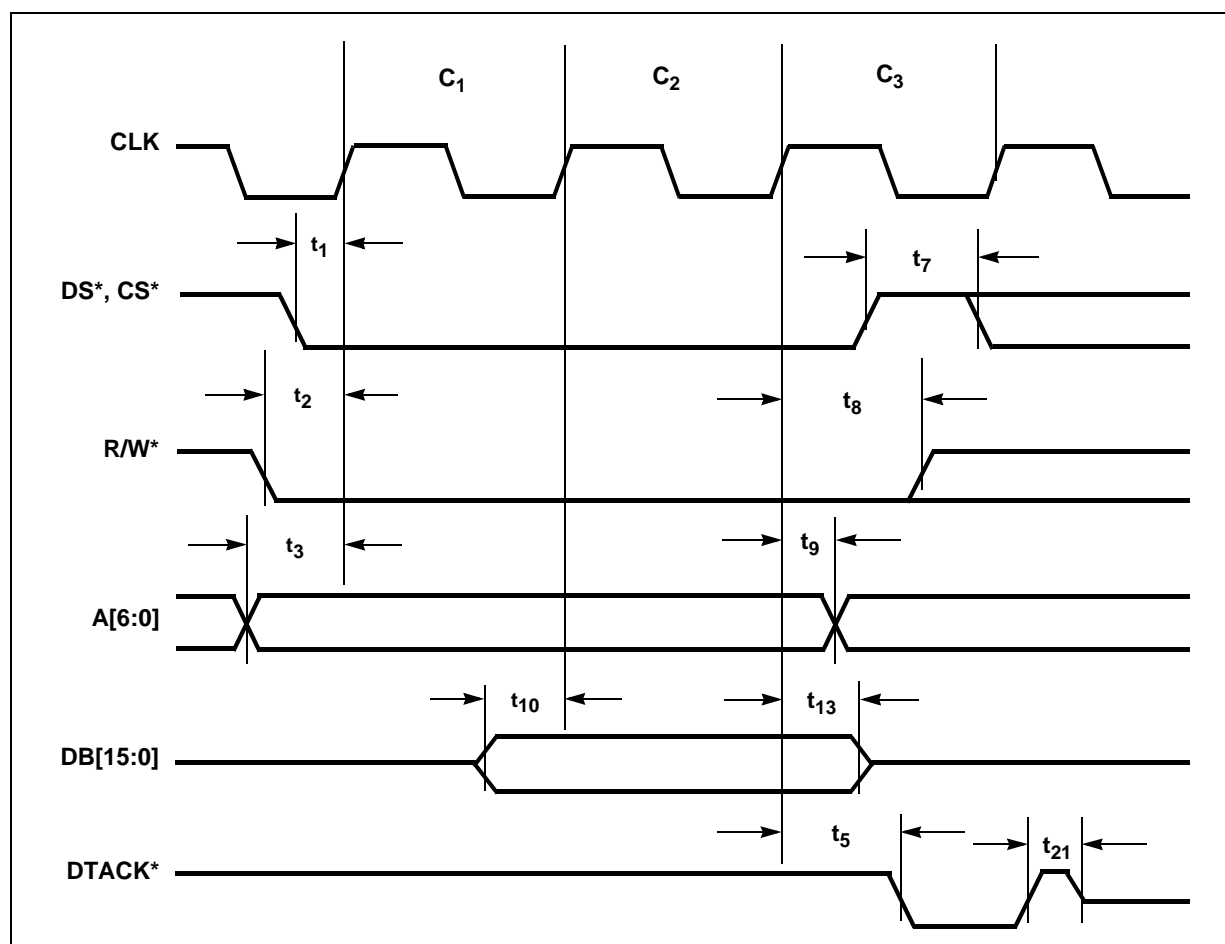 C1 C2 C3
CLK
t1 t7
DS*, CS*
t2 t8
R/W*
t3 t9
A[6:0]
t10 t13
DB[15:0]
t5 t21
DTACK*